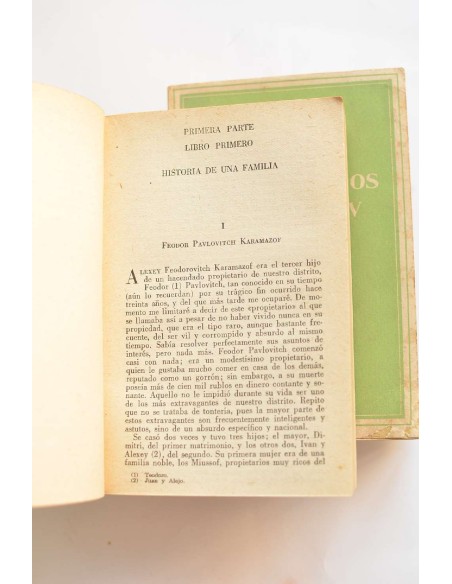 PRIMERA PARTE
LIBRO PRIMERO
HISTORIA DE UNA FAMILIA
I
FEODOR PAVLOVITCH KARAMAZOF
ALEXEY Feodorovitch Karamazof era el tercer hijo
de un hacendado propietario de nuestro distrito,
Feodor (1) Pavlovitch, tan conocido en su tiempo
(aún lo recuerdan) por su trágico fin ocurrido hace
treinta años, y del que más tarde me ocuparé. De mo-
mento me limitaré a decir de este «propietario» al que
se llamaba así a pesar de no haber vivido nunca en su
propiedad, que era el tipo raro, aunque bastante fre-
cuente, del ser vil y corrompido y absurdo al mismo
tiempo. Sabía resolver perfectamente sus asuntos de
interés, pero nada más. Feodor Pavlovitch comenzó
casi con nada; era un modestísimo propietario, a
quien le gustaba mucho comer en casa de los demás,
reputado como un gorrón; sin embargo, a su muerte
poseía más de cien mil rublos en dinero contante y so-
nante. Aquello no le impidió durante su vida ser uno
de los más extravagantes de nuestro distrito. Repito
que no se trataba de tontería, pues la mayor parte de
estos extravagantes son frecuentemente inteligentes y
astutos, sino de un absurdo específico y nacional.
Se casó dos veces y tuvo tres hijos; el mayor, Di-
mitri, del primer matrimonio, y los otros dos, Ivan y
Alexey (2), del segundo. Su primera mujer era de una
familia noble, los Miussof, propietarios muy ricos del
(1) Teodoro.
(2) Juan y Alejo.
OS
V